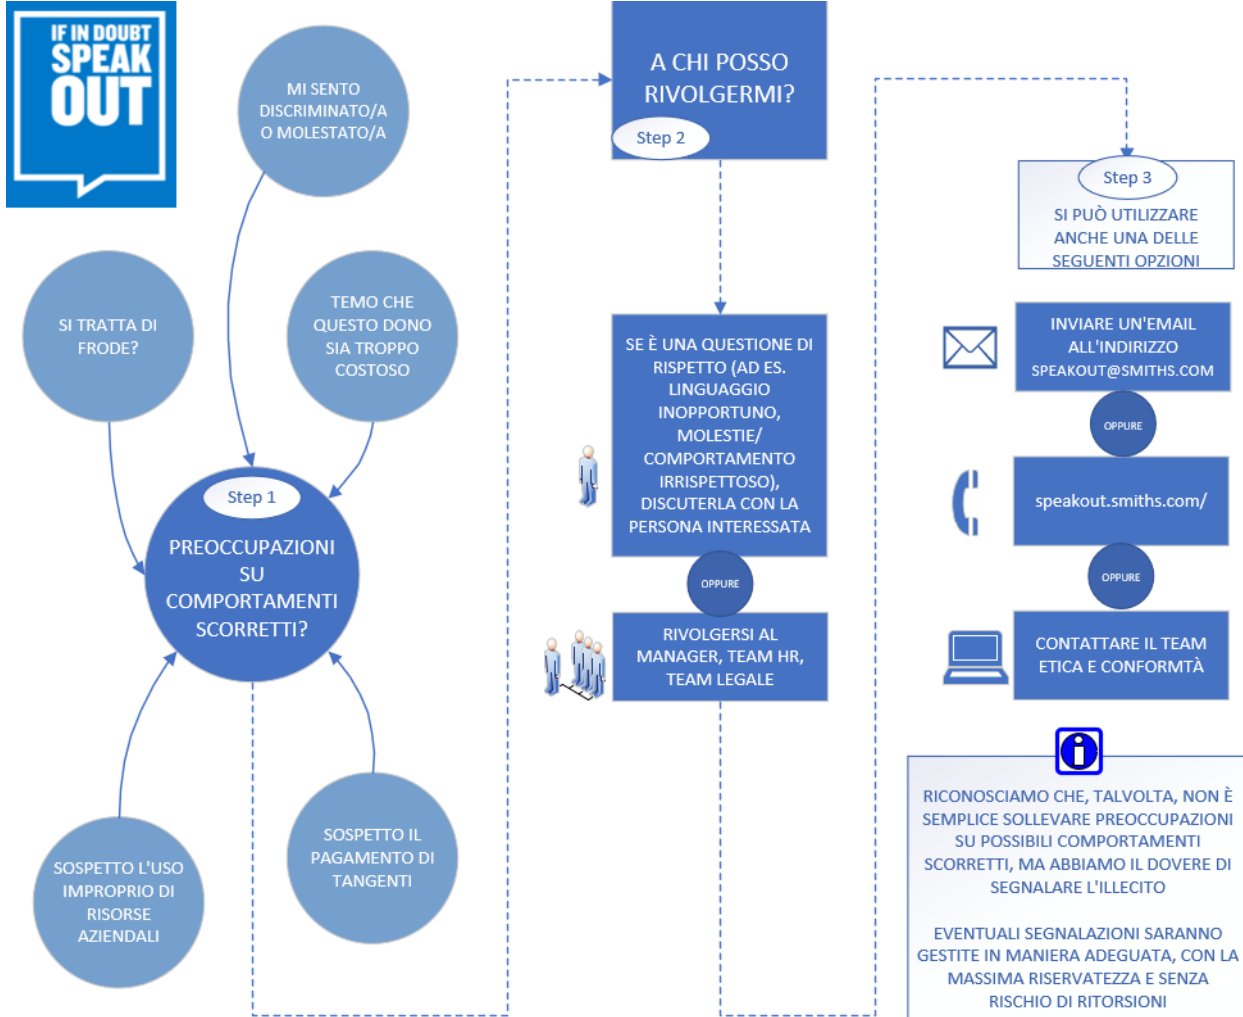 IF IN DOUBT
SPEAK
OUT
MI SENTO
DISCRIMINATO/A
O MOLESTATO/A
SI TRATTA DI
FRODE?
TEMO CHE
QUESTO DONO
SIA TROPPO
COSTOSO
Step 1
PREOCCUPAZIONI
SU
COMPORTAMENTI
SCORRETTI?
SOSPETTO L'USO
IMPROPRIO DI
RISORSE
AZIENDALI
SOSPETTO IL
PAGAMENTO DI
TANGENTI
A CHI POSSO
RIVOLGERMI?
Step 2
SE È UNA QUESTIONE DI
RISPETTO (AD ES.
LINGUAGGIO
INOPPORTUNO,
MOLESTIE/
COMPORTAMENTO
IRRISPETTOSO),
DISCUTERLA CON LA
PERSONA INTERESSATA
OPPURE
RIVOLGERSI AL
MANAGER, TEAM HR,
TEAM LEGALE
Step 3
SI PUÒ UTILIZZARE
ANCHE UNA DELLE
SEGUENTI OPZIONI
INVIARE UN'EMAIL
ALL'INDIRIZZO
SPEAKOUT@SMITHS.COM
OPPURE
speakout.smiths.com/
OPPURE
CONTATTARE IL TEAM
ETICA E CONFORMTÀ
RICONOSCIAMO CHE, TALVOLTA, NON È
SEMPLICE SOLLEVARE PREOCCUPAZIONI
SU POSSIBILI COMPORTAMENTI
SCORRETTI, MA ABBIAMO IL DOVERE DI
SEGNALARE L'ILLECITO
EVENTUALI SEGNALAZIONI SARANNO
GESTITE IN MANIERA ADEGUATA, CON LA
MASSIMA RISERVATEZZA E SENZA
RISCHIO DI RITORSIONI